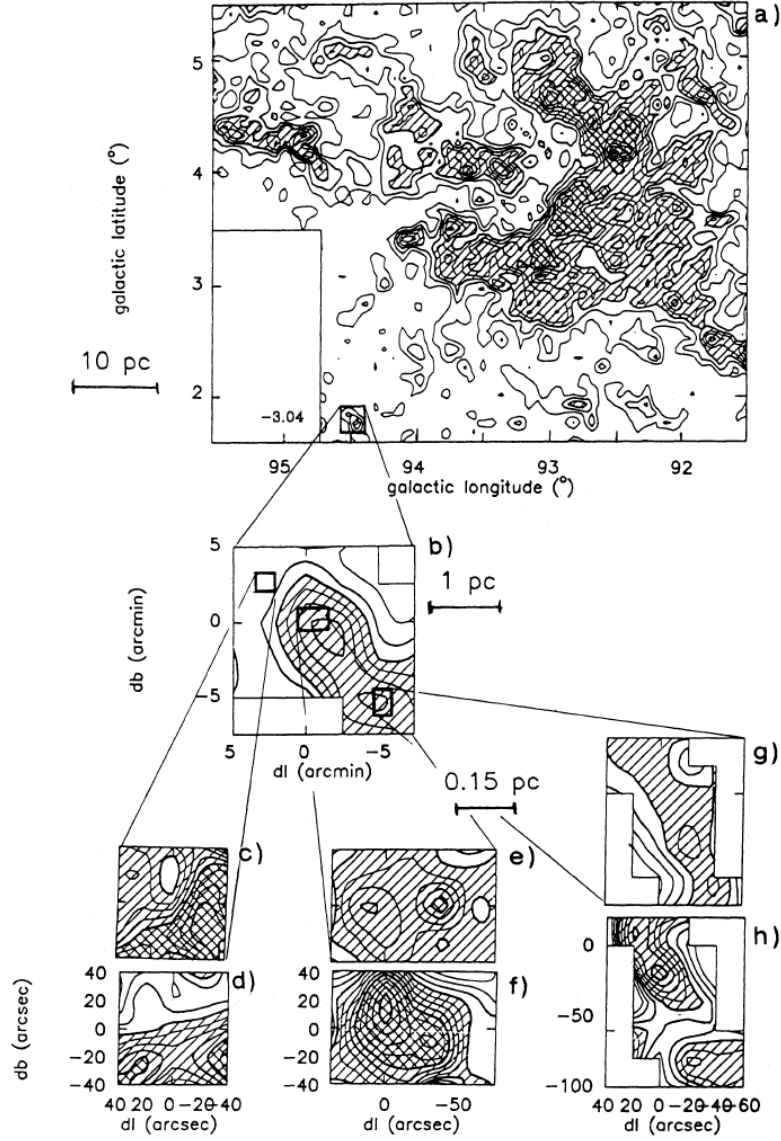 a)
5
4
3
2
galactic latitude (°)
10 pc
-3.04
95 94 93 92
galactic longitude (°)
b)
5
0
-5
db (arcmin)
1 pc
5 0 -5
dl (arcmin)
0.15 pc
g)
c)
e)
h)
d)
f)
40
20
0
-20
-40
db (arcsec)
40
20
0
-20
-40
0
-50
-100
40 20 0 -20 -40
dl (arcsec)
0 -50
dl (arcsec)
40 20 0 -20 -40 -60
dl (arcsec)